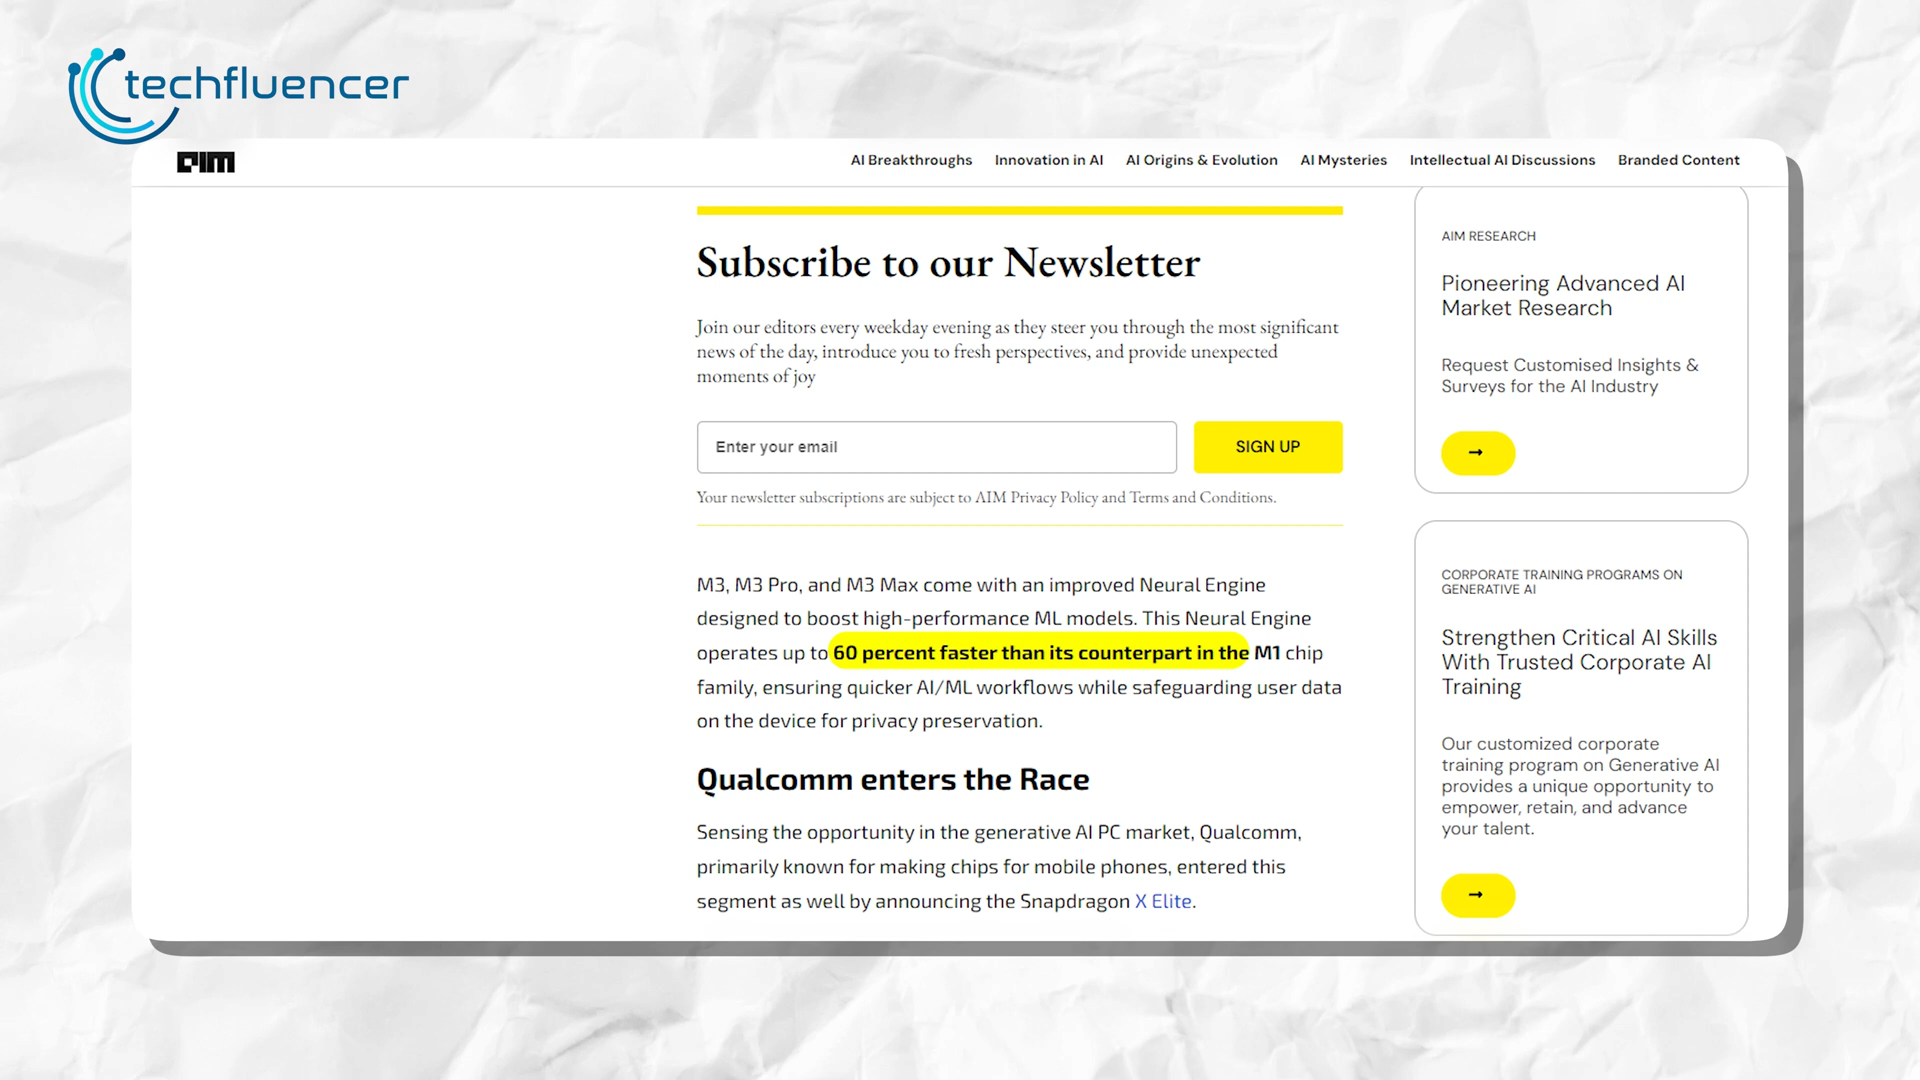 techfluencer
AIM
AI Breakthroughs Innovation in AI AI Origins & Evolution AI Mysteries Intellectual AI Discussions Branded Content
Subscribe to our Newsletter
Join our editors every weekday evening as they steer you through the most significant
news of the day, introduce you to fresh perspectives, and provide unexpected
moments of joy
Enter your email
SIGN UP
Your newsletter subscriptions are subject to AIM Privacy Policy and Terms and Conditions.
M3, M3 Pro, and M3 Max come with an improved Neural Engine
designed to boost high-performance ML models. This Neural Engine
operates up to 60 percent faster than its counterpart in the M1 chip
family, ensuring quicker AI/ML workflows while safeguarding user data
on the device for privacy preservation.
Qualcomm enters the Race
Sensing the opportunity in the generative AI PC market, Qualcomm,
primarily known for making chips for mobile phones, entered this
segment as well by announcing the Snapdragon X Elite.
AIM RESEARCH
Pioneering Advanced AI
Market Research
Request Customised Insights &
Surveys for the AI Industry
→
CORPORATE TRAINING PROGRAMS ON
GENERATIVE AI
Strengthen Critical AI Skills
With Trusted Corporate AI
Training
Our customized corporate
training program on Generative AI
provides a unique opportunity to
empower, retain, and advance
your talent.
→